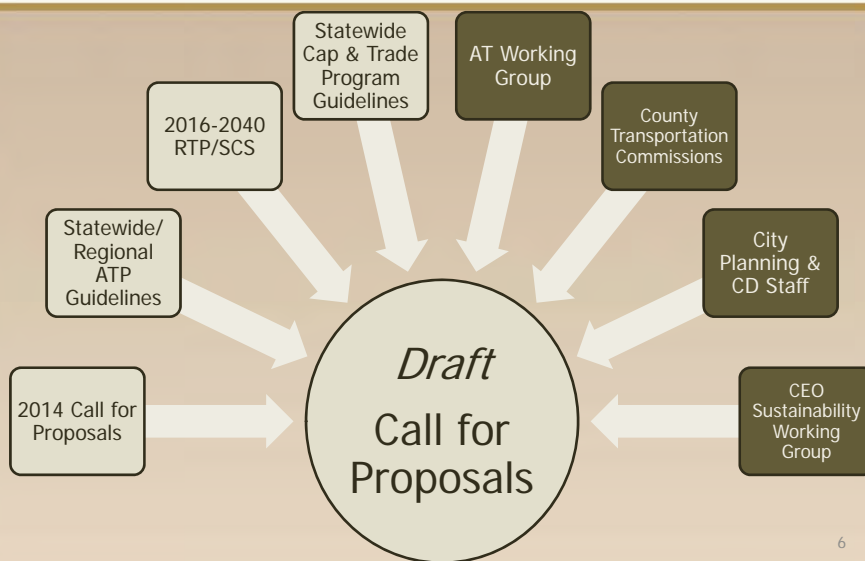 2014 Call for
Proposals
Statewide/
Regional
ATP
Guidelines
2016-2040
RTP/SCS
Statewide
Cap & Trade
Program
Guidelines
AT Working
Group
County
Transportation
Commissions
City
Planning &
CD Staff
CEO
Sustainability
Working
Group
Draft
Call for
Proposals
6